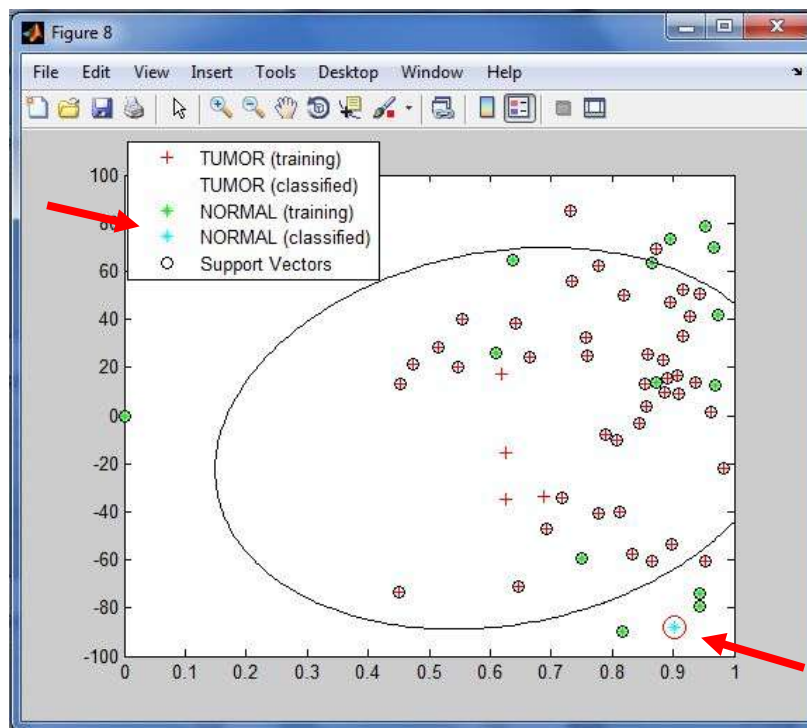 Figure 8
File Edit View Insert Tools Desktop Window Help
TUMOR (training)
TUMOR (classified)
NORMAL (training)
NORMAL (classified)
Support Vectors
100
80
60
40
20
0
-20
-40
-60
-80
-100
0 0.1 0.2 0.3 0.4 0.5 0.6 0.7 0.8 0.9 1